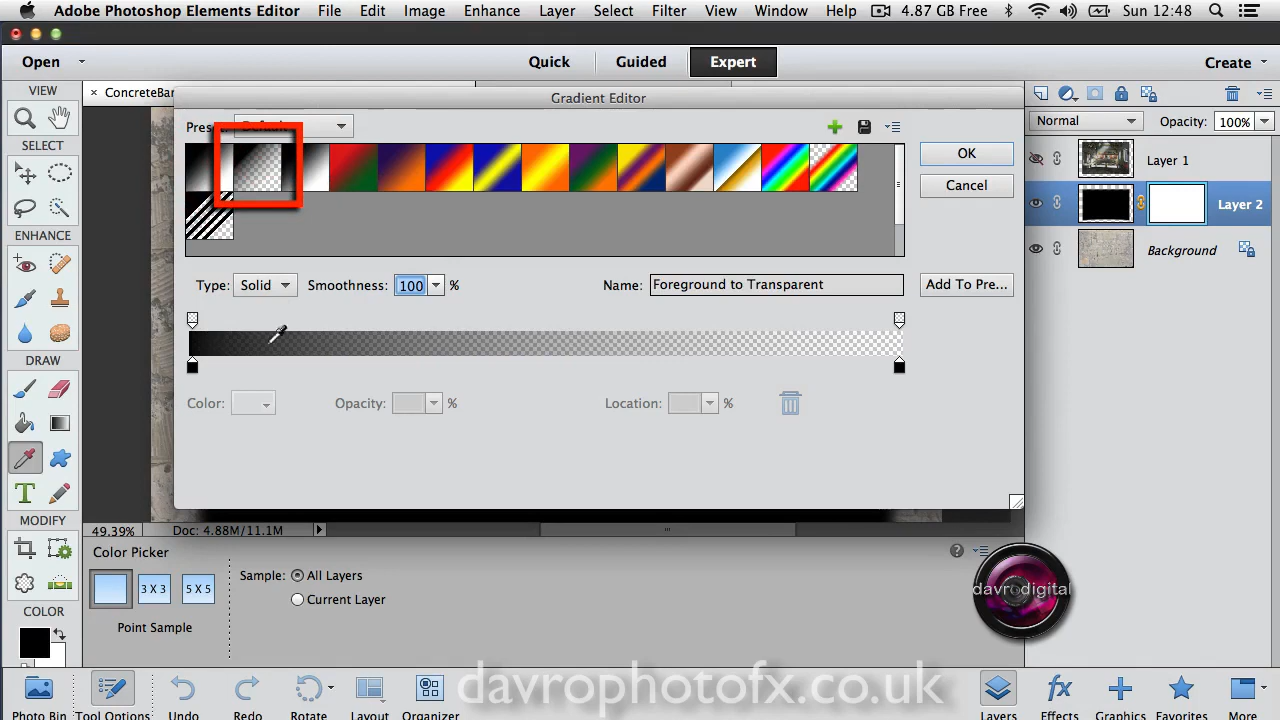 Adobe Photoshop Elements Editor File Edit Image Enhance Layer Select Filter View Window Help 4.87 GB Free Sun 12:48
Open Quick Guided Expert Create
VIEW
× ConcreteBar
Gradient Editor
Normal Opacity: 100%
OK
Cancel
Layer 1
SELECT
Layer 2
ENHANCE
Background
Type: Solid Smoothness: 100 % Name: Foreground to Transparent Add To Pre...
DRAW
Color: Opacity: % Location: %
MODIFY
49.39% Doc: 4.88M/11.1M
Color Picker
Sample: All Layers
3 X 3 5 X 5
Current Layer
davrodigital
COLOR
Point Sample
davrophotofx.co.uk
Photo Bin Tool Options Undo Redo Rotate Layout Organizer Layers Effects Graphics Favorites More